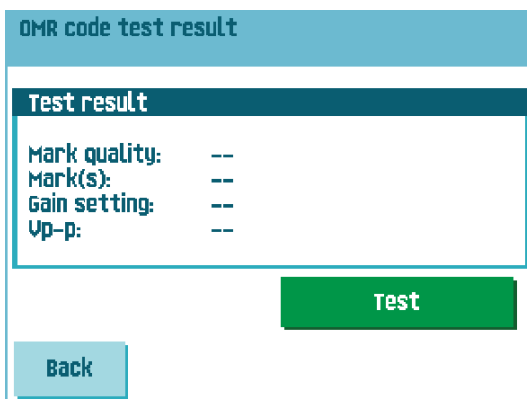 OMR code test result
Test result
Mark quality: --
Mark(s): --
Gain setting: --
Vp-p: --
Test
Back